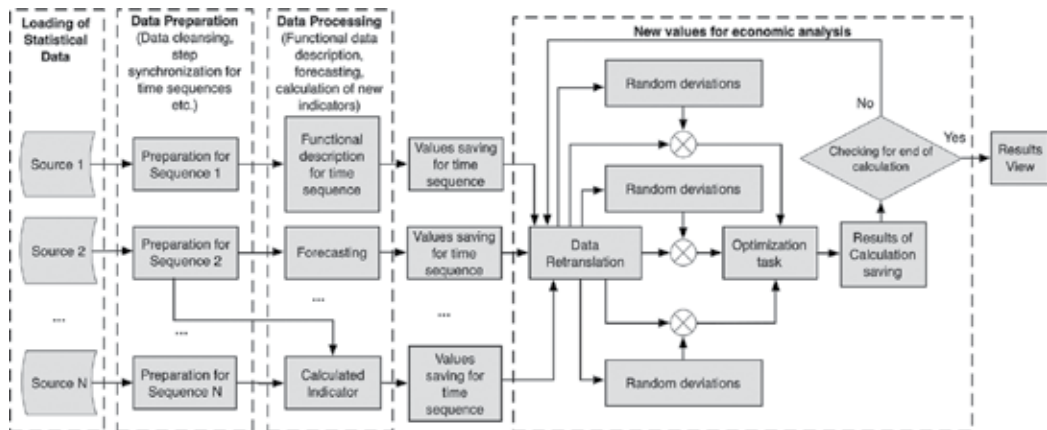 Loading of
Statistical
Data
Data Preparation
(Data cleansing,
step
synchronization for
time sequences
etc.)
Data Processing
(Functional data
description,
forecasting,
calculation of new
indicators)
New values for economic analysis
Source 1
Preparation for
Sequence 1
Functional
description
for time
sequence
Values saving
for time
sequence
Source 2
Preparation for
Sequence 2
Forecasting
Values saving
for time
sequence
...
...
...
...
Source N
Preparation for
Sequence N
Calculated
Indicator
Values
saving for
time
sequence
Data
Retranslation
Random deviations
Random deviations
Random deviations
Optimization
task
Results of
Calculation
saving
Checking for end of
calculation
No
Yes
Results
View